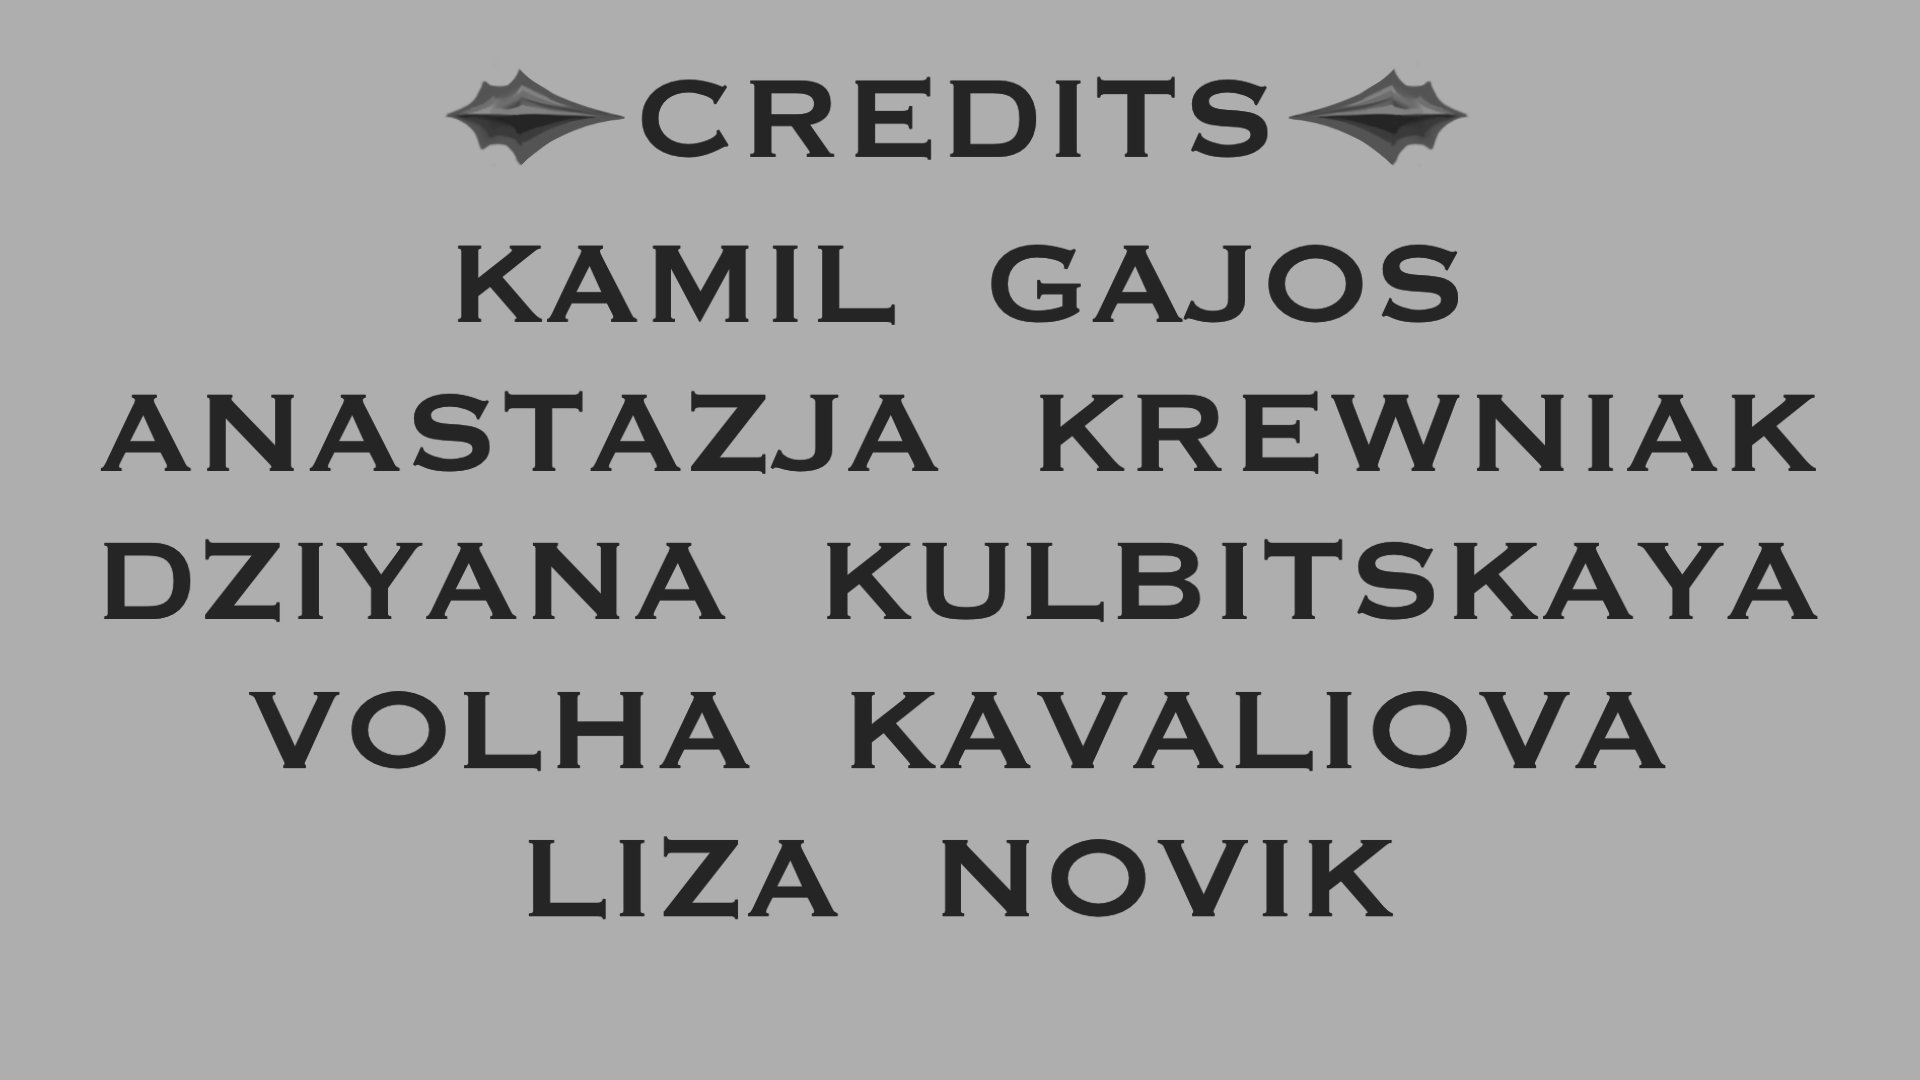 CREDITS
KAMIL GAJOS
ANASTAZJA KREWNIAK
DZIYANA KULBITSKAYA
VOLHA KAVALIOVA
LIZA NOVIK